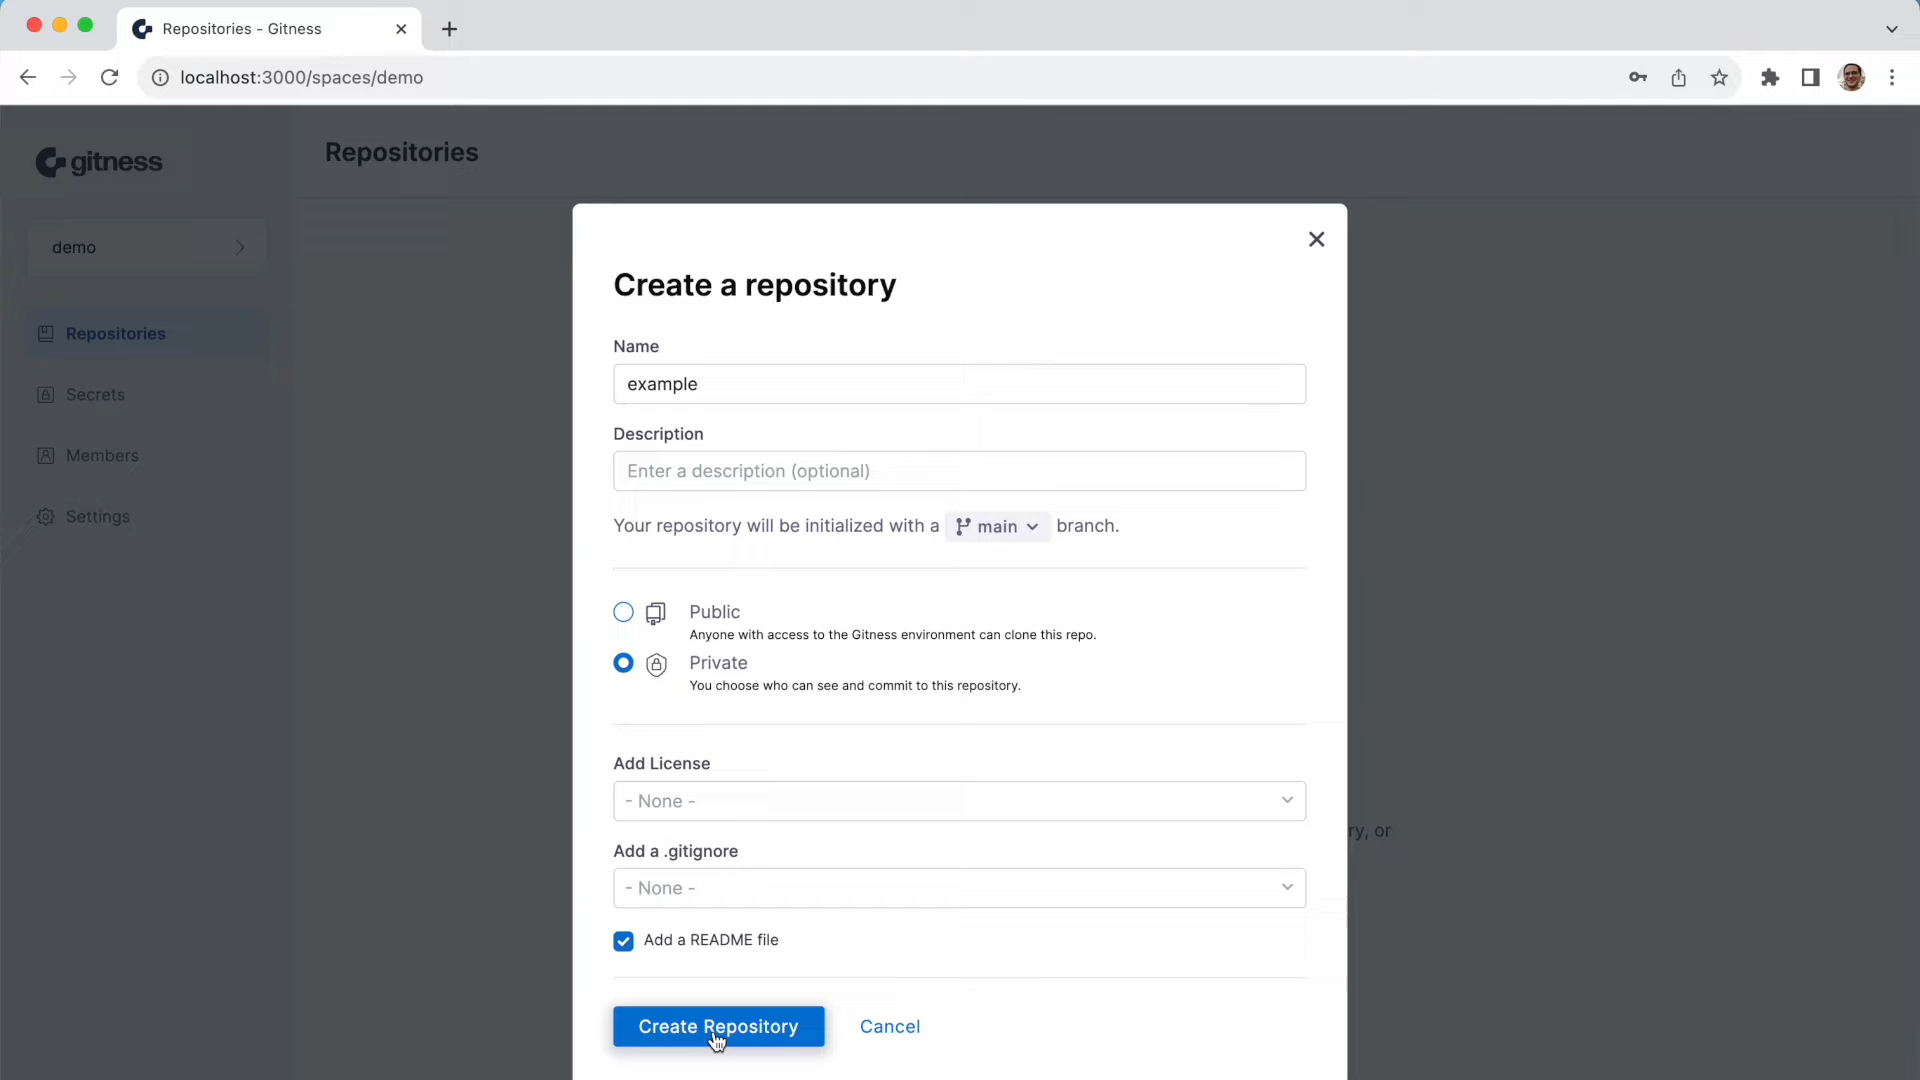 Repositories - Gitness
localhost:3000/spaces/demo
gitness
Repositories
demo
Repositories
Secrets
Members
Settings
Create a repository
Name
example
Description
Enter a description (optional)
Your repository will be initialized with a main branch.
Public
Anyone with access to the Gitness environment can clone this repo.
Private
You choose who can see and commit to this repository.
Add License
- None -
ry, or
Add a .gitignore
- None -
Add a README file
Create Repository Cancel